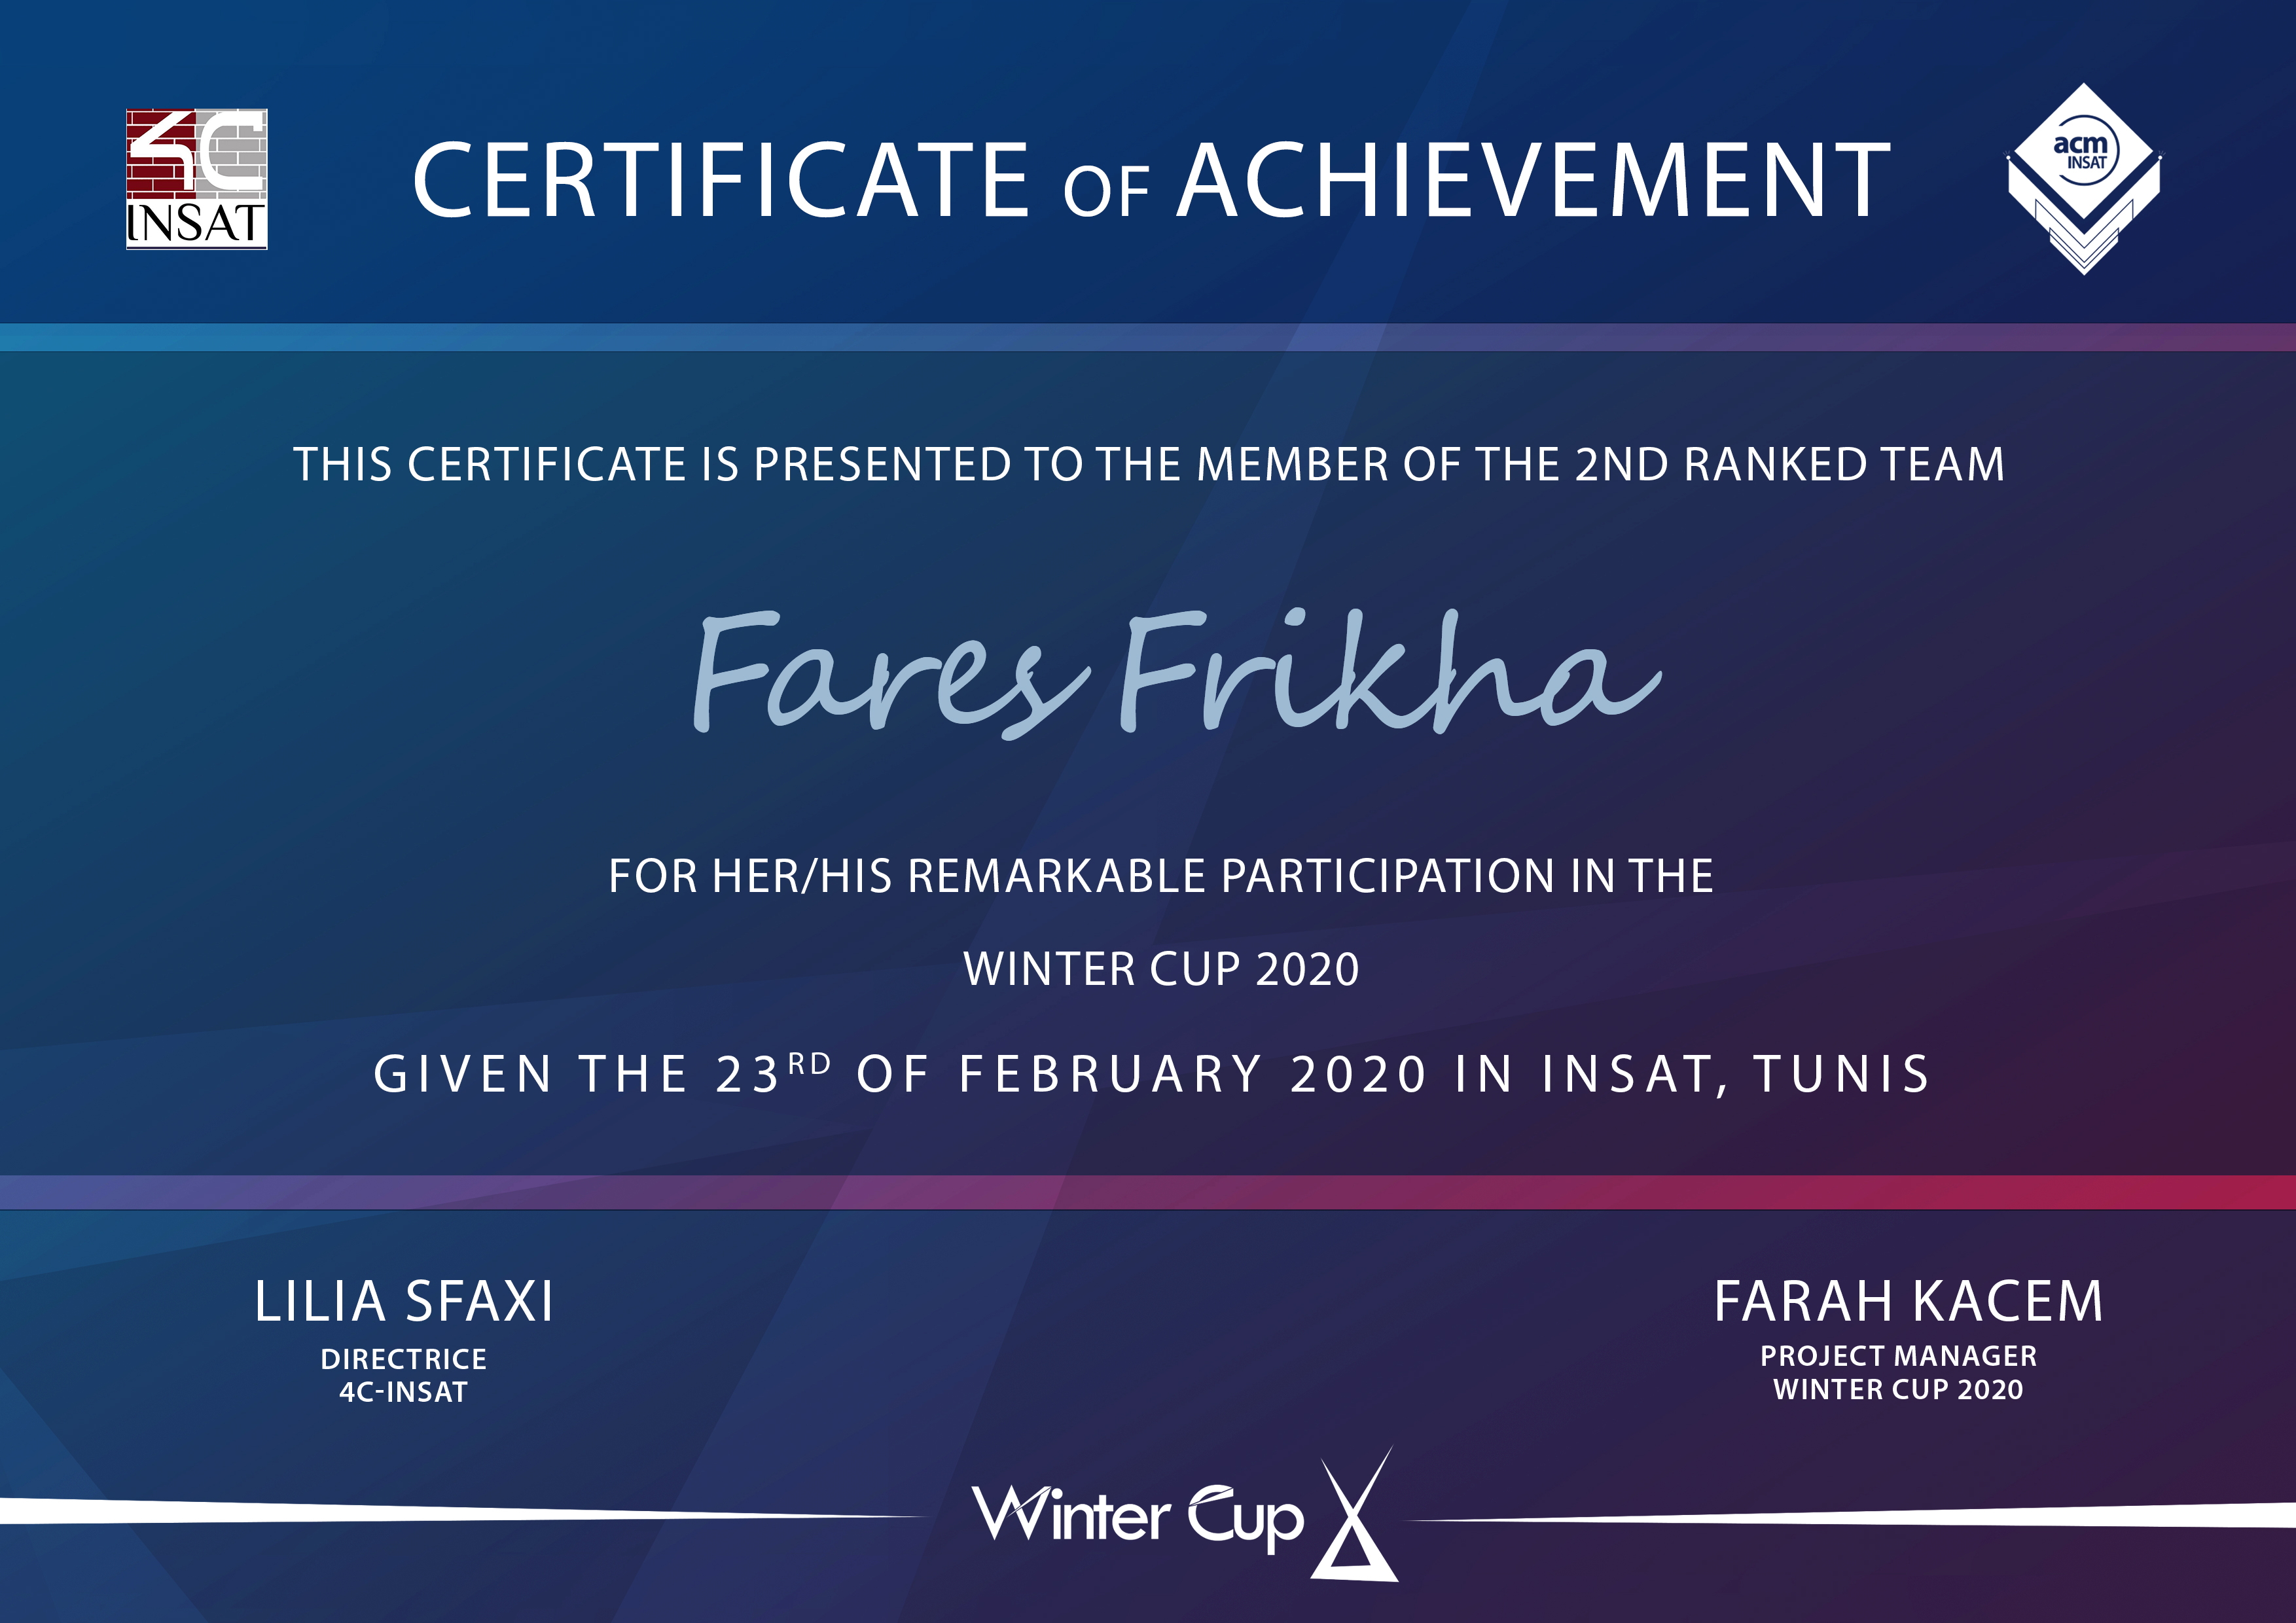 4C
INSAT
CERTIFICATE OF ACHIEVEMENT
acm
INSAT
THIS CERTIFICATE IS PRESENTED TO THE MEMBER OF THE 2ND RANKED TEAM
Fares Frikha
FOR HER/HIS REMARKABLE PARTICIPATION IN THE
WINTER CUP 2020
GIVEN THE 23RD OF FEBRUARY 2020 IN INSAT, TUNIS
LILIA SFAXI
DIRECTRICE
4C-INSAT
FARAH KACEM
PROJECT MANAGER
WINTER CUP 2020
Winter Cup